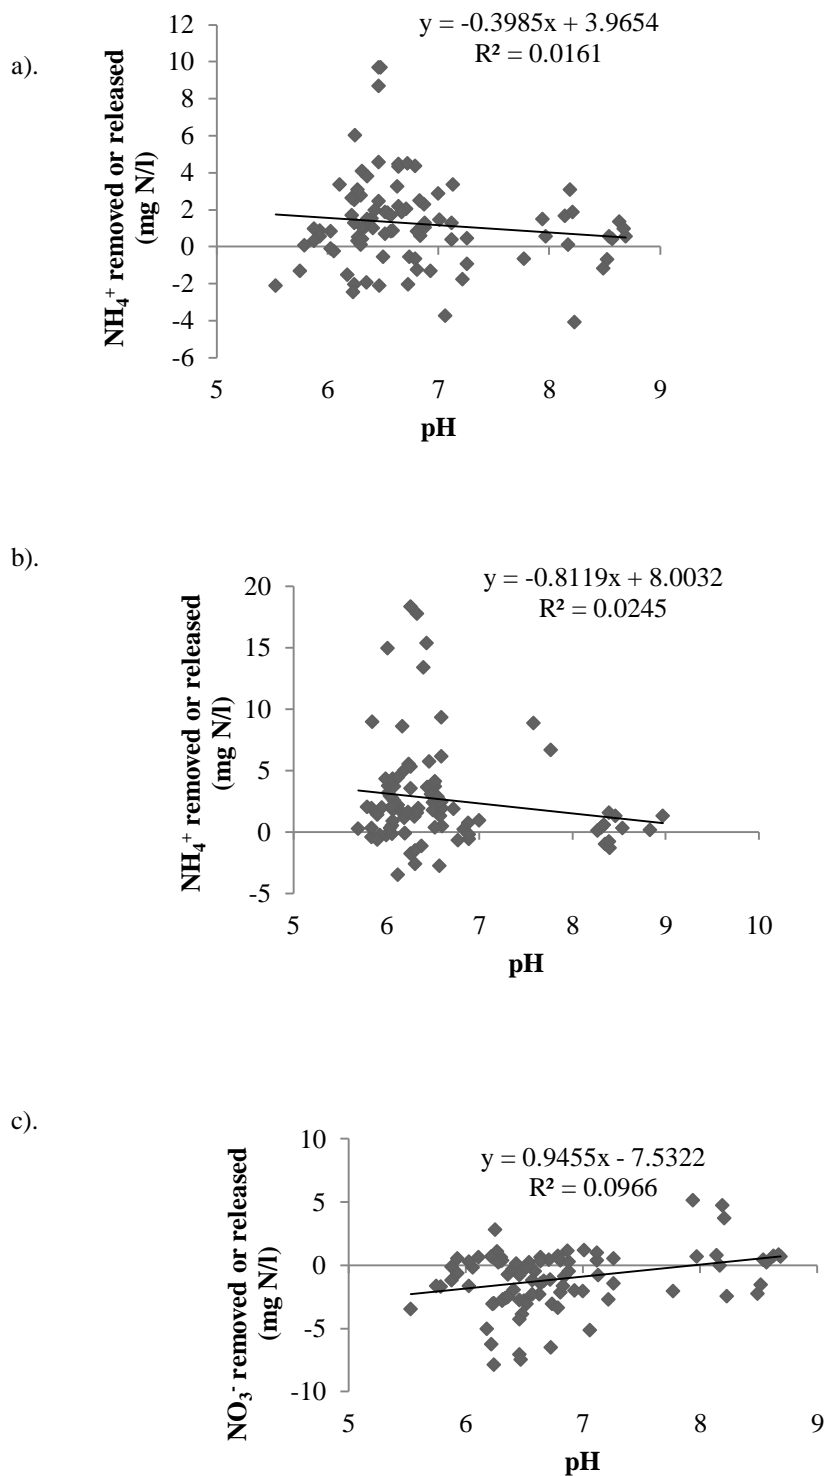 a).
y = -0.3985x + 3.9654
R² = 0.0161
NH₄⁺ removed or released
(mg N/l)
12
10
8
6
4
2
0
-2
-4
-6
5 6 7 8 9
pH
b).
y = -0.8119x + 8.0032
R² = 0.0245
NH₄⁺ removed or released
(mg N/l)
20
15
10
5
0
-5
5 6 7 8 9 10
pH
c).
y = 0.9455x - 7.5322
R² = 0.0966
NO₃⁻ removed or released
(mg N/l)
10
5
0
-5
-10
5 6 7 8 9
pH